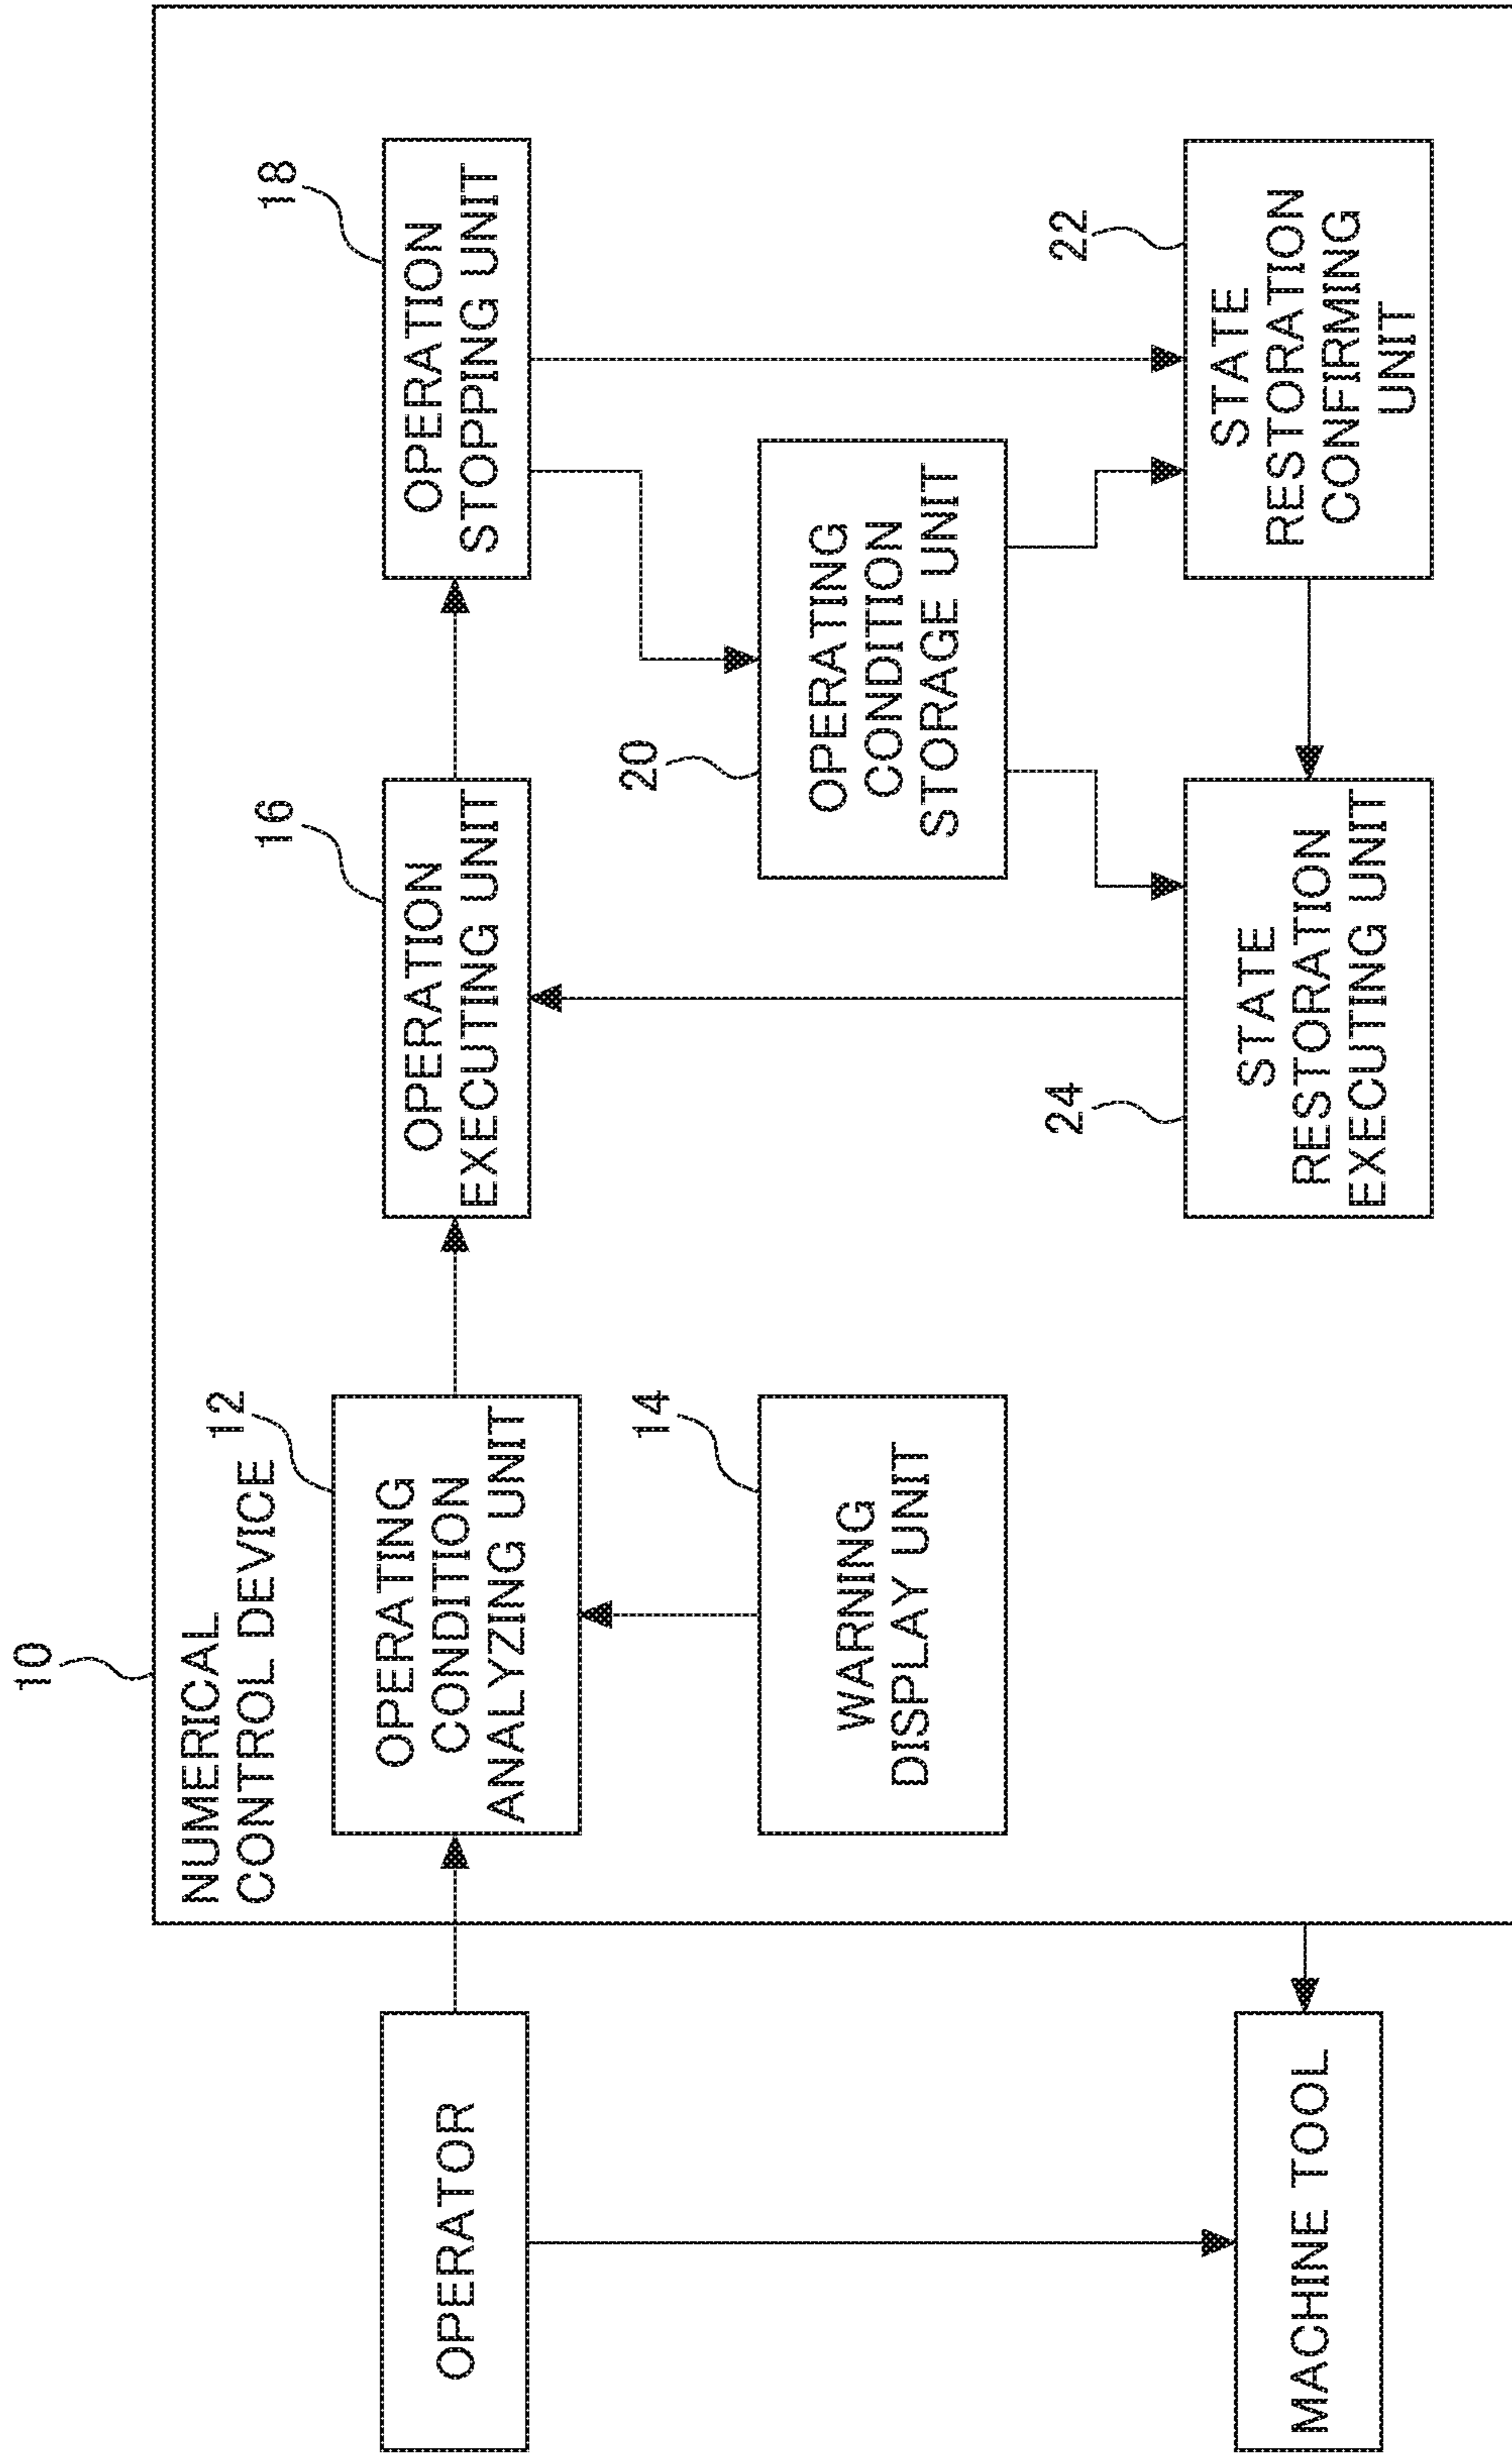 10
NUMERICAL
CONTROL DEVICE
OPERATOR
12
OPERATING
CONDITION
ANALYZING UNIT
16
OPERATION
EXECUTING UNIT
18
OPERATION
STOPPING UNIT
14
WARNING
DISPLAY UNIT
20
OPERATING
CONDITION
STORAGE UNIT
MACHINE TOOL
24
STATE
RESTORATION
EXECUTING UNIT
22
STATE
RESTORATION
CONFIRMING
UNIT